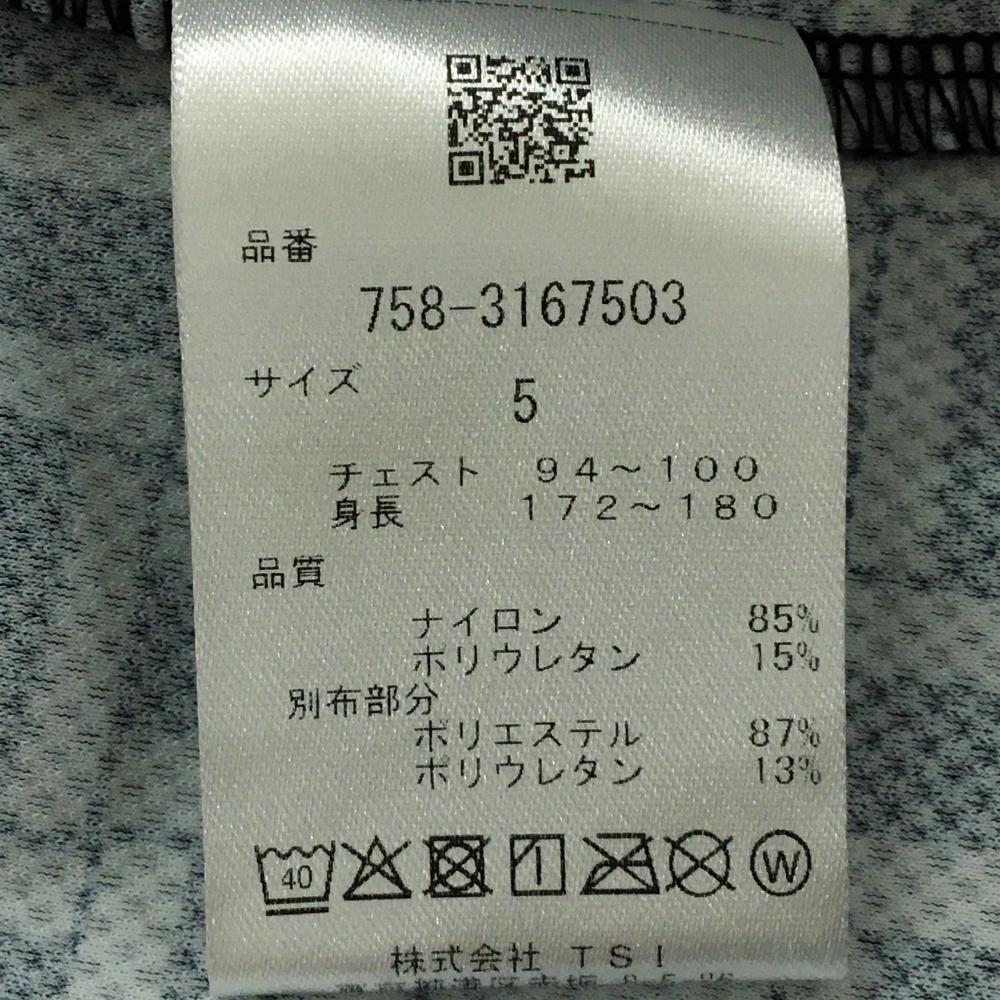 品番
758-3167503
サイズ 5
チェスト 94〜100
身長 172〜180
品質
ナイロン 85%
ポリウレタン 15%
別布部分
ポリエステル 87%
ポリウレタン 13%
40 W
株式会社 TSI